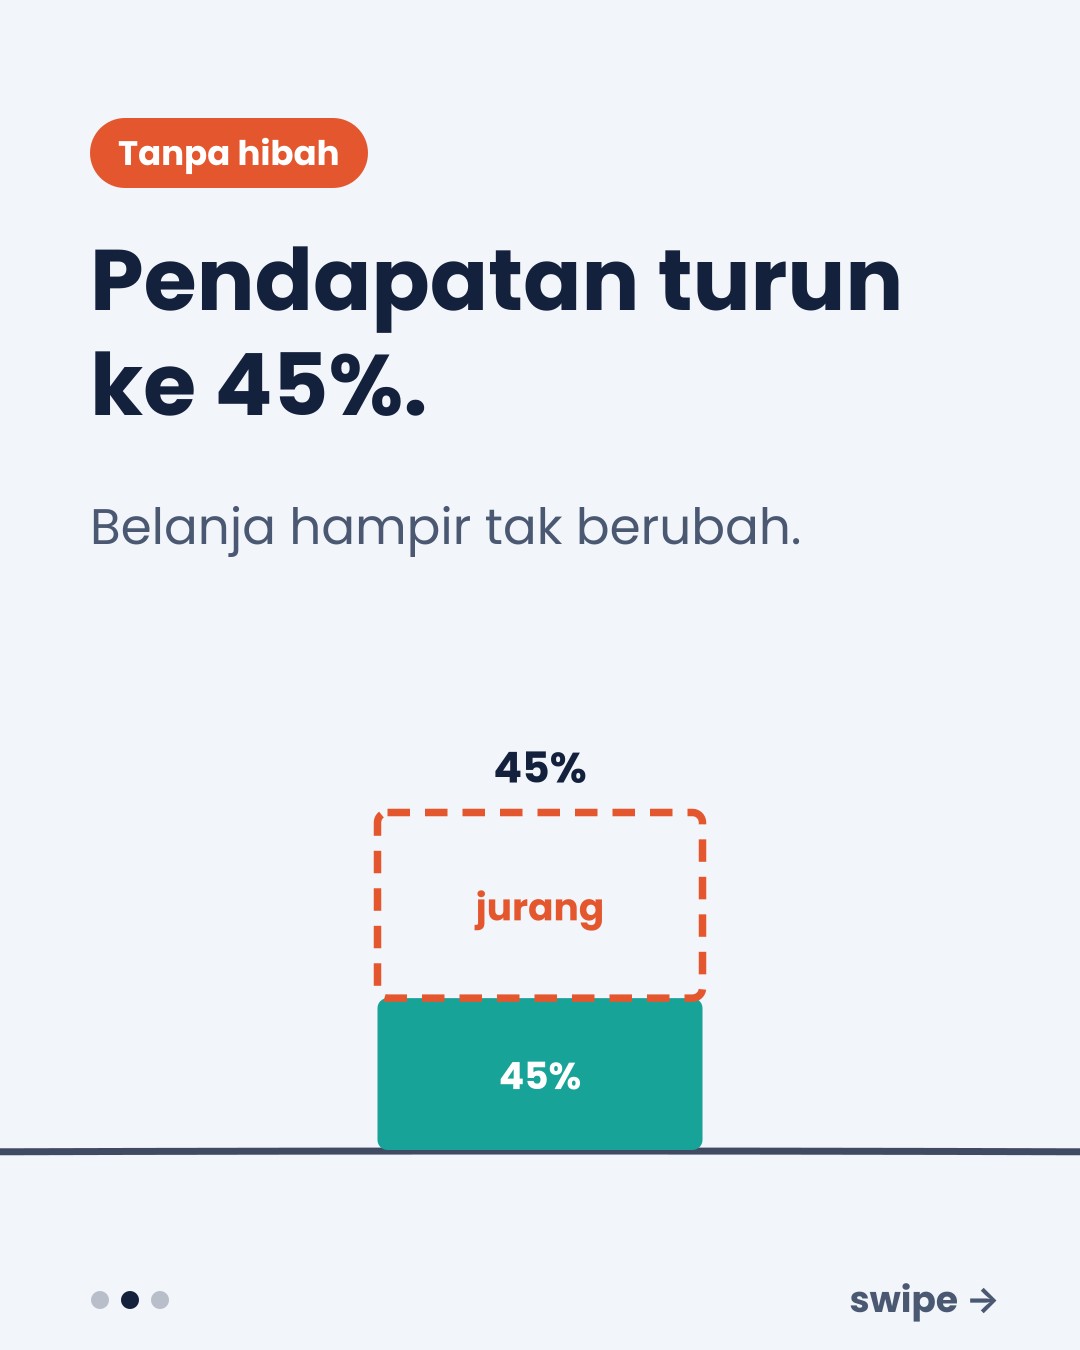 Tanpa hibah
Pendapatan turun
ke 45%.
Belanja hampir tak berubah.
45%
jurang
45%
swipe →